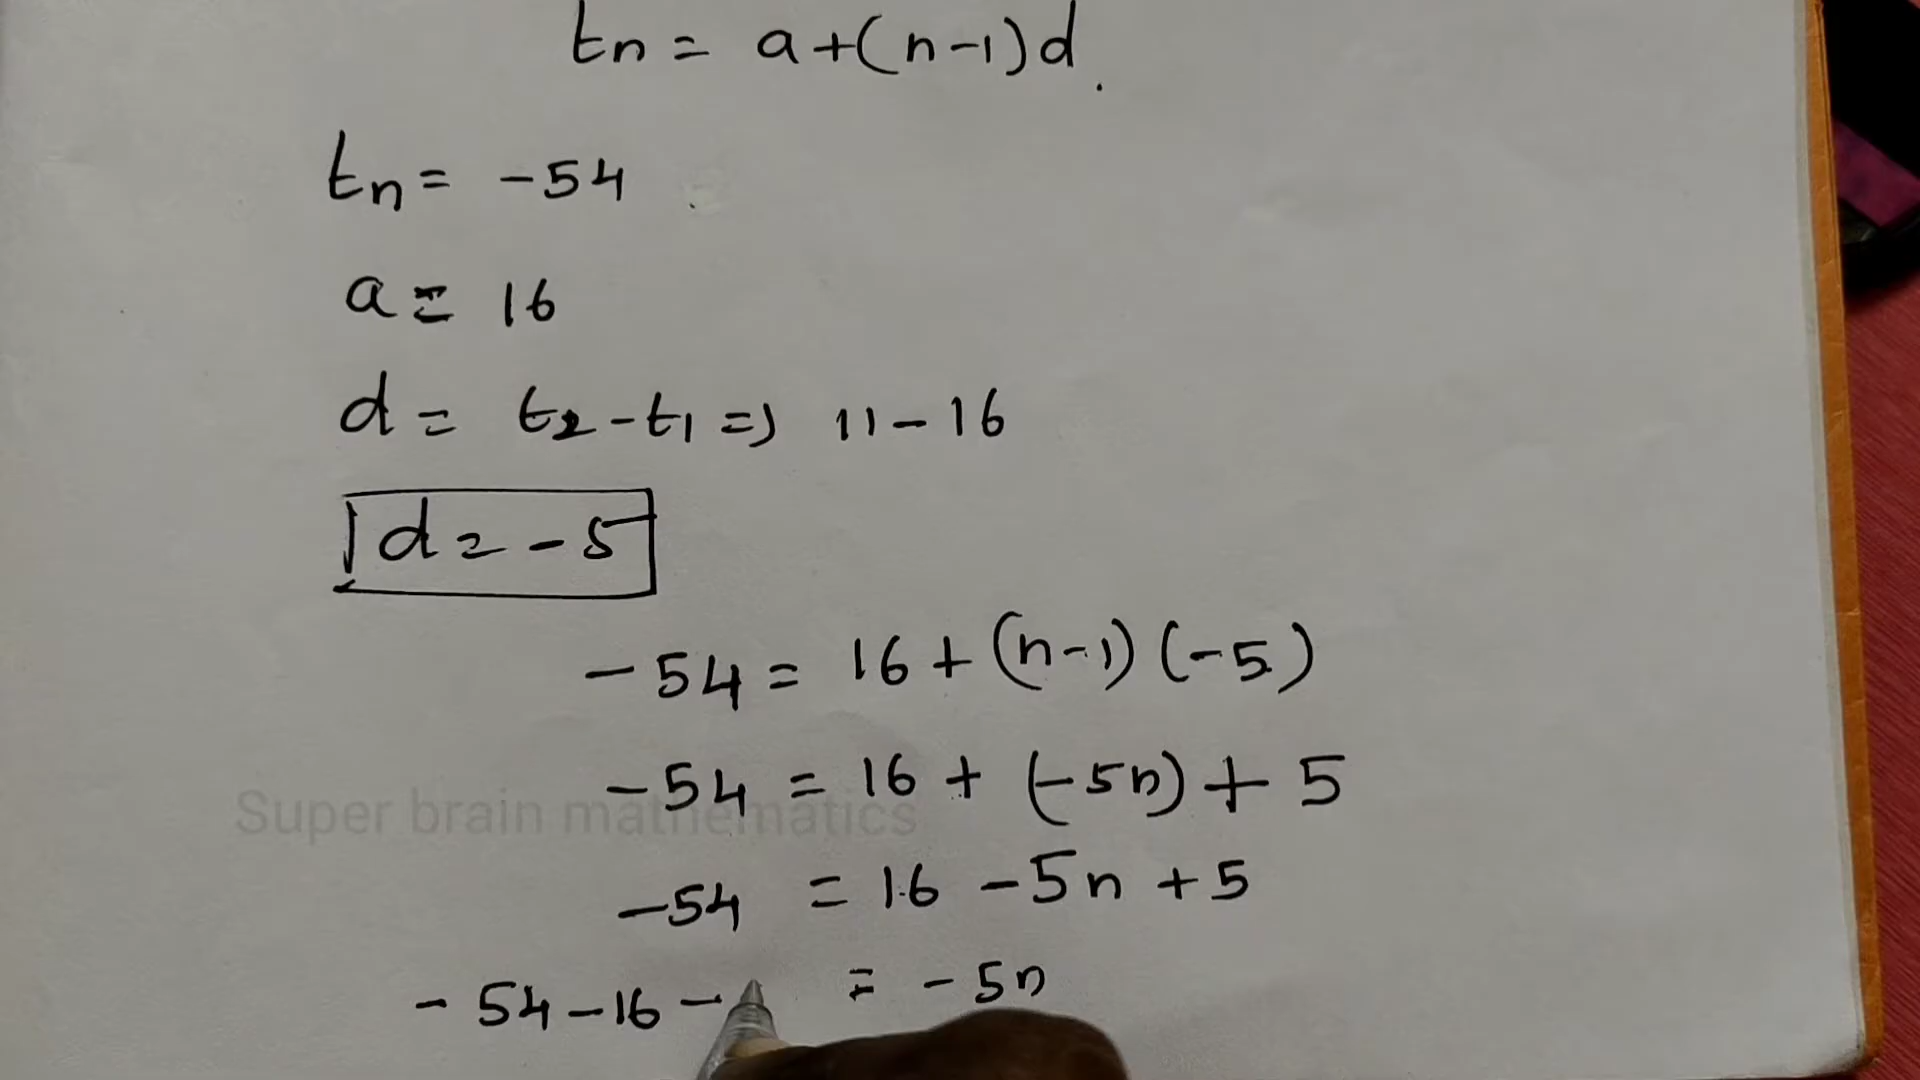 tn = a+(n-1)d.
tn = -54
a = 16
d = t2 - t1 => 11 - 16
d = -5
-54 = 16 + (n-1) (-5)
-54 = 16 + (-5n) + 5
Super brain mathematics
-54 = 16 - 5n + 5
- 54 - 16 - = - 5n